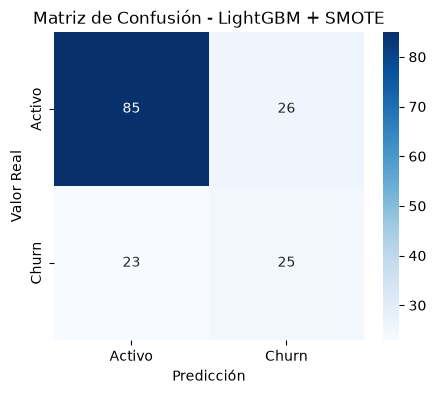 Matriz de Confusión - LightGBM + SMOTE
Valor Real
Activo
Churn
85
26
23
25
Activo
Churn
Predicción
80
70
60
50
40
30